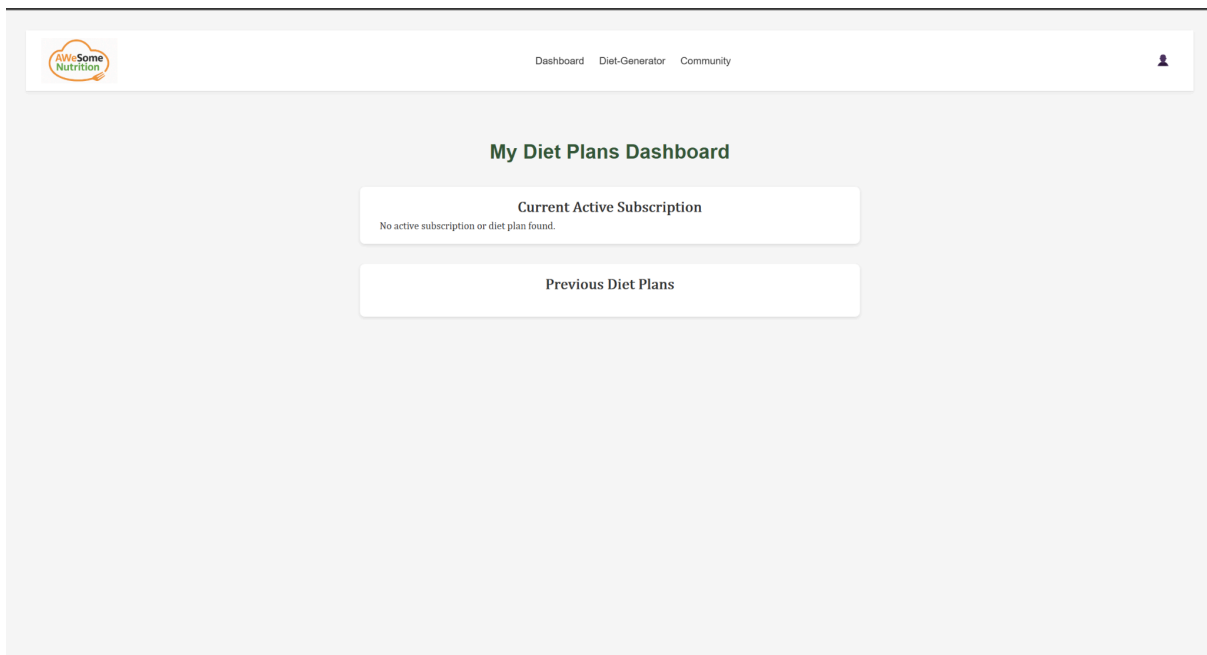 AWeSome
Nutrition
Dashboard Diet-Generator Community
My Diet Plans Dashboard
Current Active Subscription
No active subscription or diet plan found.
Previous Diet Plans